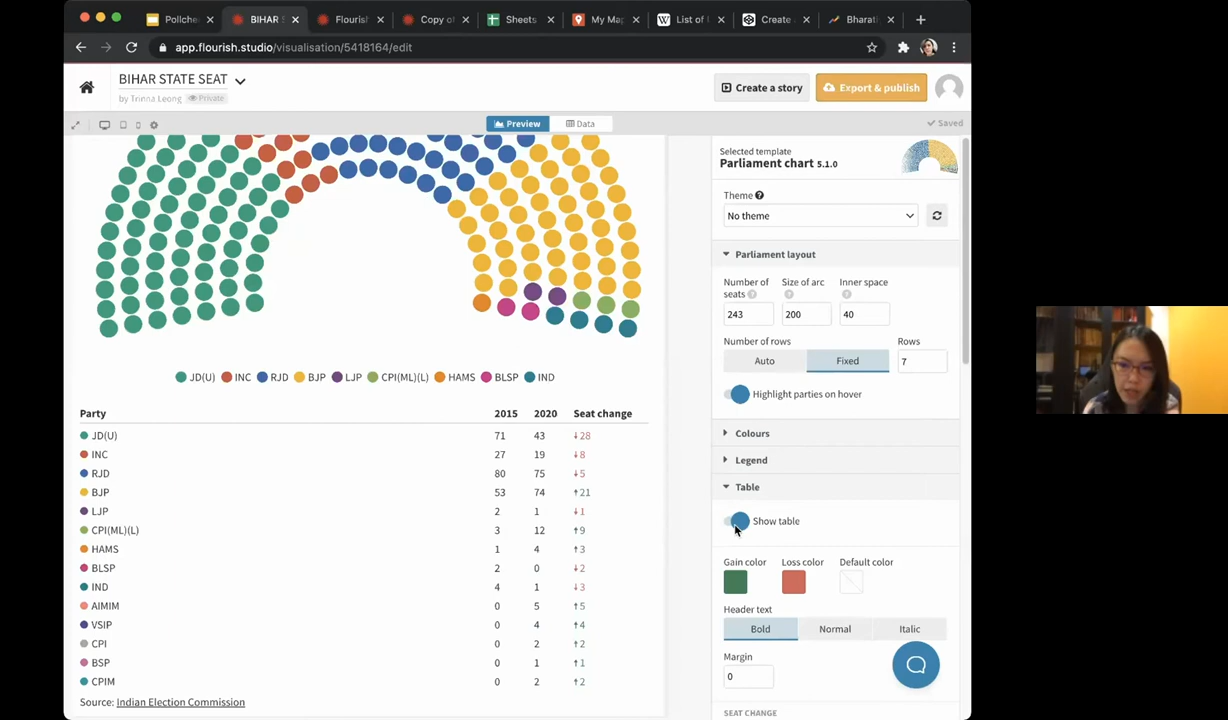 Pollche
BIHAR
Flourish
Copy of
Sheets
My Map
List of
Create
Bharati
app.flourish.studio/visualisation/5418164/edit
BIHAR STATE SEAT
by Trinna Leong Private
Create a story
Export & publish
Preview
Data
Saved
Selected template
Parliament chart 5.1.0
Theme
No theme
Parliament layout
Number of seats
Size of arc
Inner space
243
200
40
Number of rows
Rows
Auto
Fixed
7
Highlight parties on hover
Colours
Legend
Table
Show table
Gain color
Loss color
Default color
Header text
Bold
Normal
Italic
Margin
0
SEAT CHANGE
JD(U) INC RJD BJP LJP CPI(ML)(L) HAMS BLSP IND
Party 2015 2020 Seat change
JD(U) 71 43 ↓28
INC 27 19 ↓8
RJD 80 75 ↓5
BJP 53 74 ↑21
LJP 2 1 ↓1
CPI(ML)(L) 3 12 ↑9
HAMS 1 4 ↑3
BLSP 2 0 ↓2
IND 4 1 ↓3
AIMIM 0 5 ↑5
VSIP 0 4 ↑4
CPI 0 2 ↑2
BSP 0 1 ↑1
CPIM 0 2 ↑2
Source: Indian Election Commission